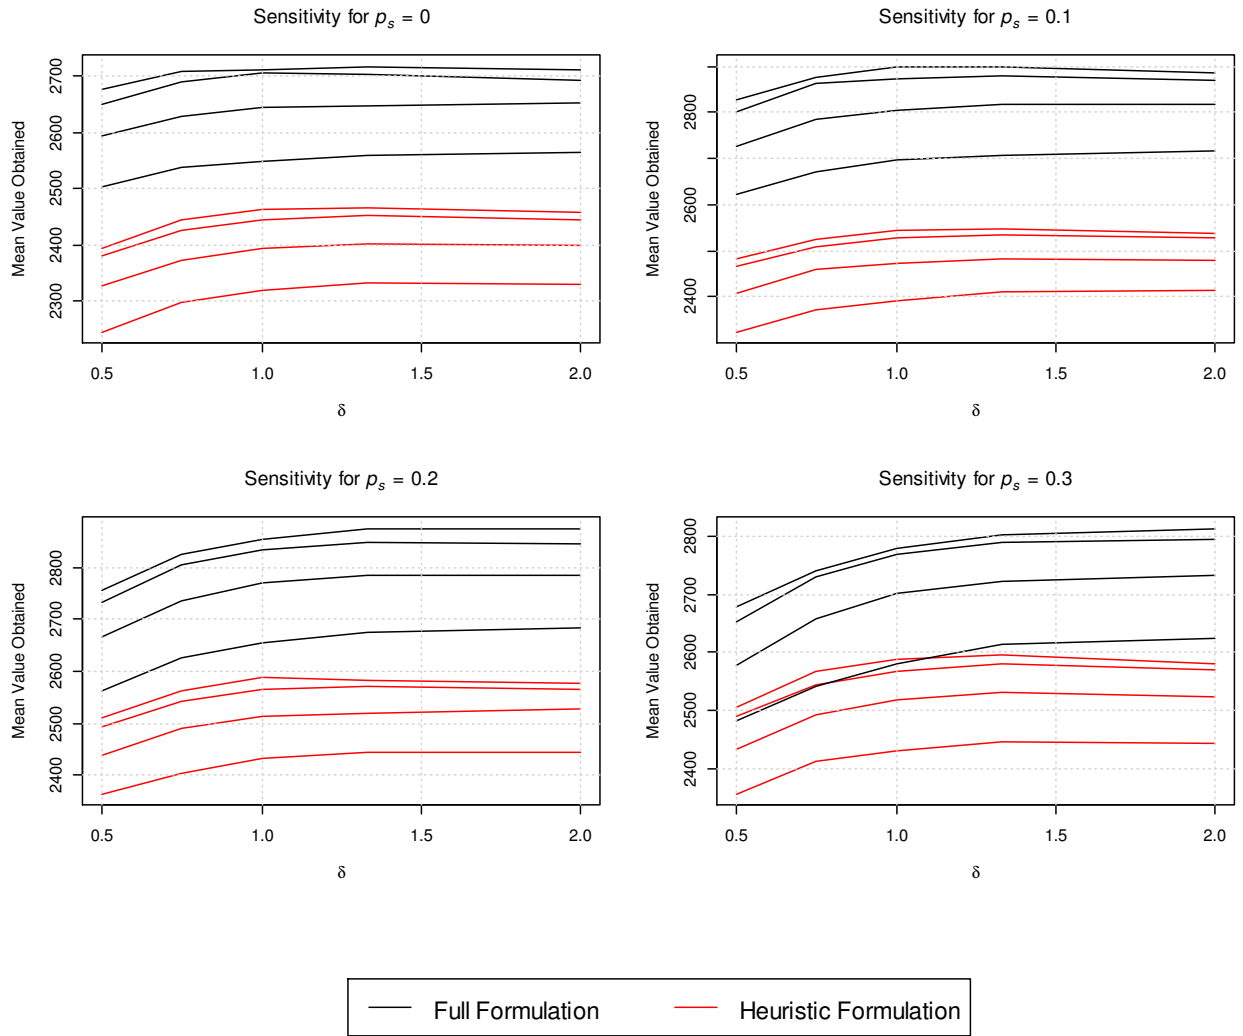 Sensitivity for p_s = 0
Mean Value Obtained
2700
2600
2500
2400
2300
0.5 1.0 1.5 2.0
δ
Sensitivity for p_s = 0.1
Mean Value Obtained
2800
2600
2400
0.5 1.0 1.5 2.0
δ
Sensitivity for p_s = 0.2
Mean Value Obtained
2800
2700
2600
2500
2400
0.5 1.0 1.5 2.0
δ
Sensitivity for p_s = 0.3
Mean Value Obtained
2800
2700
2600
2500
2400
0.5 1.0 1.5 2.0
δ
Full Formulation Heuristic Formulation